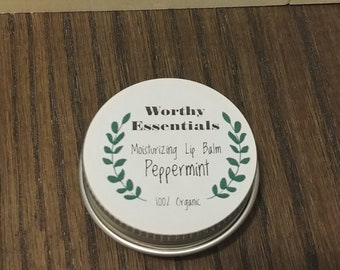 Worthy
Essentials
Moisturizing Lip Balm
Peppermint
100% Organic